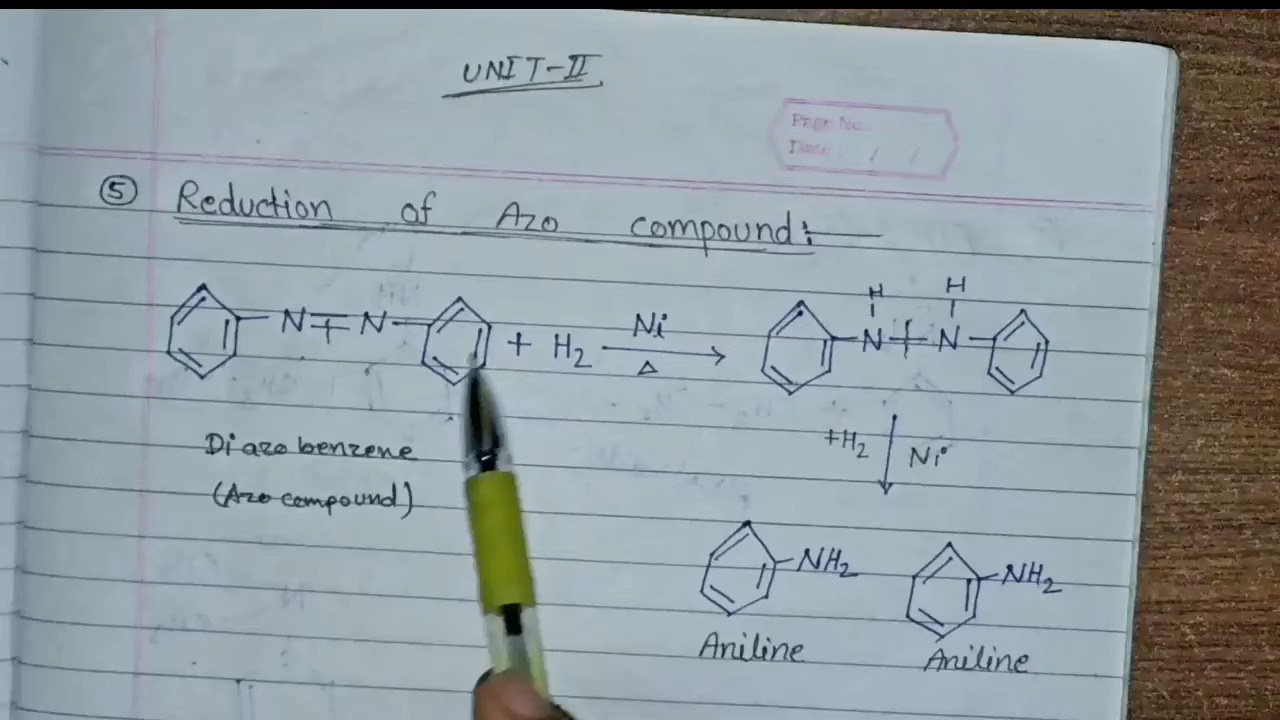 UNIT-II
Page No.
Date: / /
⑤ Reduction of Azo compound:—
N=N + H₂ Ni Δ → H H N-N
Diazobenzene
(Azo compound)
+H₂ Ni
NH₂ NH₂
Aniline Aniline